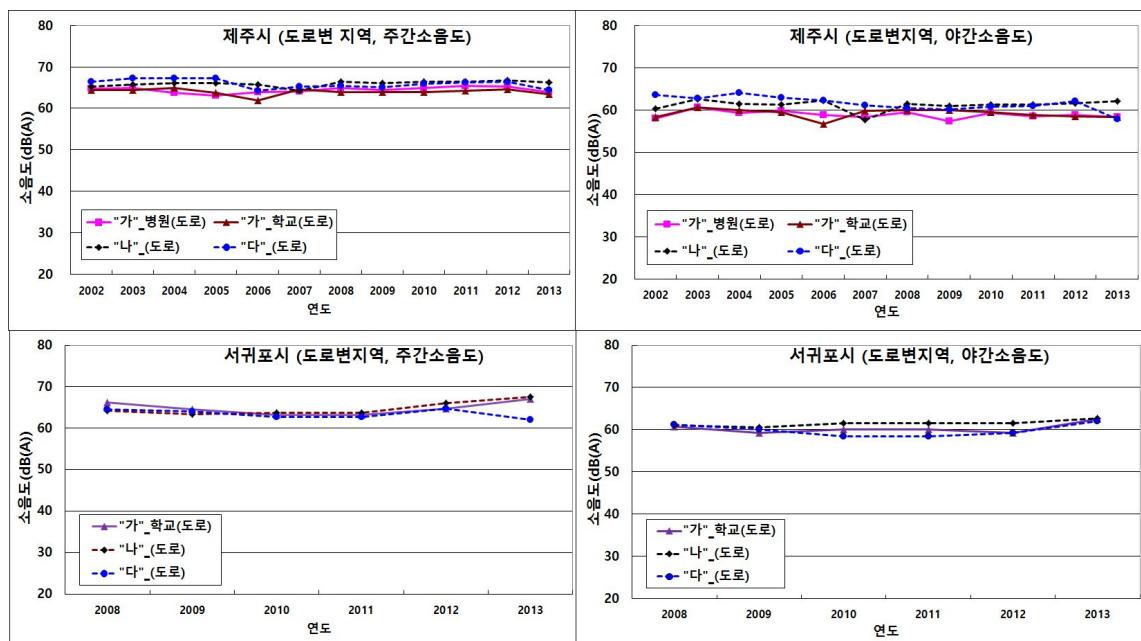 제주시 (도로변 지역, 주간소음도)
소음도(dB(A))
80
70
60
50
40
30
20
"가"_병원(도로) "가"_학교(도로)
"나"_(도로) "다"_(도로)
2002 2003 2004 2005 2006 2007 2008 2009 2010 2011 2012 2013
연도
제주시 (도로변지역, 야간소음도)
소음도(dB(A))
80
70
60
50
40
30
20
"가"_병원(도로) "가"_학교(도로)
"나"_(도로) "다"_(도로)
2002 2003 2004 2005 2006 2007 2008 2009 2010 2011 2012 2013
연도
서귀포시 (도로변지역, 주간소음도)
소음도(dB(A))
80
70
60
50
40
30
20
"가"_학교(도로)
"나"_(도로)
"다"_(도로)
2008 2009 2010 2011 2012 2013
연도
서귀포시 (도로변지역, 야간소음도)
소음도(dB(A))
80
70
60
50
40
30
20
"가"_학교(도로)
"나"_(도로)
"다"_(도로)
2008 2009 2010 2011 2012 2013
연도